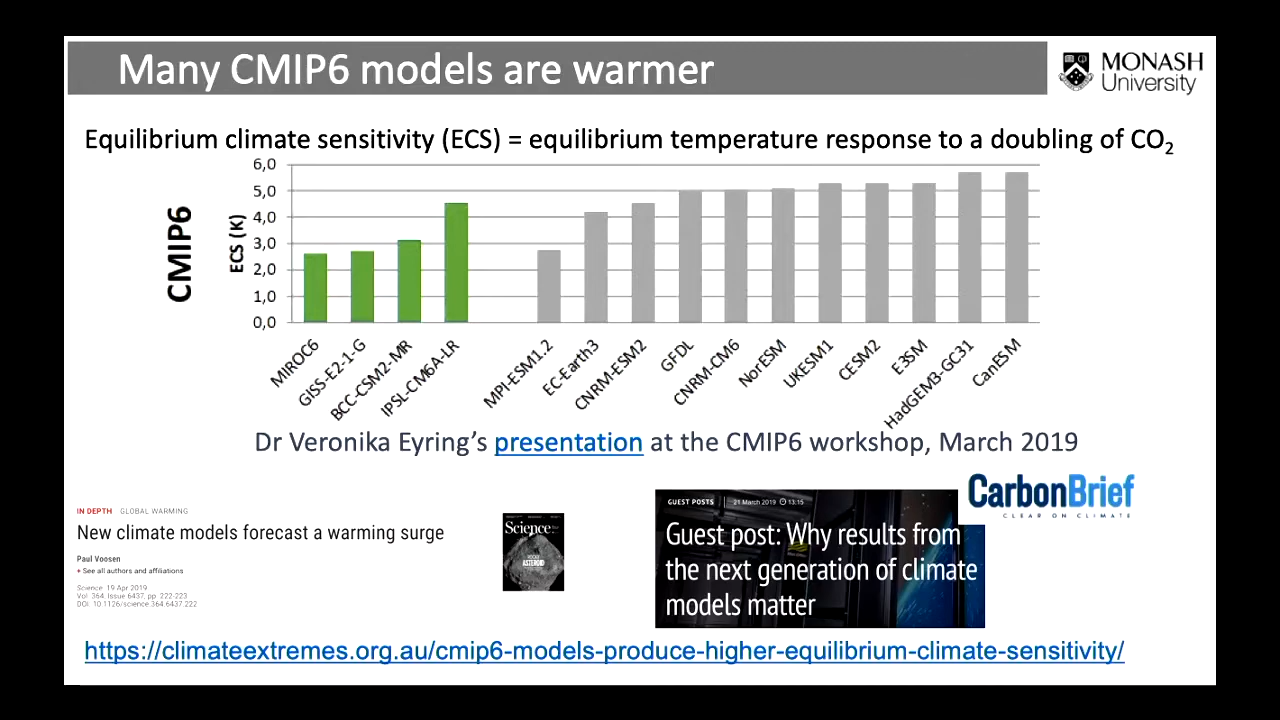 Many CMIP6 models are warmer
MONASH
University
Equilibrium climate sensitivity (ECS) = equilibrium temperature response to a doubling of CO₂
CMIP6
ECS (K)
6,0
5,0
4,0
3,0
2,0
1,0
0,0
MIROC6
GISS-E2-1-G
BCC-CSM2-MR
IPSL-CM6A-LR
MPI-ESM1.2
EC-Earth3
CNRM-ESM2
GFDL
CNRM-CM6
NorESM
UKESM1
CESM2
E3SM
HadGEM3-GC31
CanESM
Dr Veronika Eyring’s presentation at the CMIP6 workshop, March 2019
IN DEPTH GLOBAL WARMING
New climate models forecast a warming surge
Paul Voosen
+ See all authors and affiliations
Science 19 Apr 2019
Vol. 364, Issue 6437, pp. 222-223
DOI: 10.1126/science.364.6437.222
Science
ASTEROID
GUEST POSTS 21 March 2019 13:15
Guest post: Why results from
the next generation of climate
models matter
CarbonBrief
CLEAR ON CLIMATE
https://climateextremes.org.au/cmip6-models-produce-higher-equilibrium-climate-sensitivity/